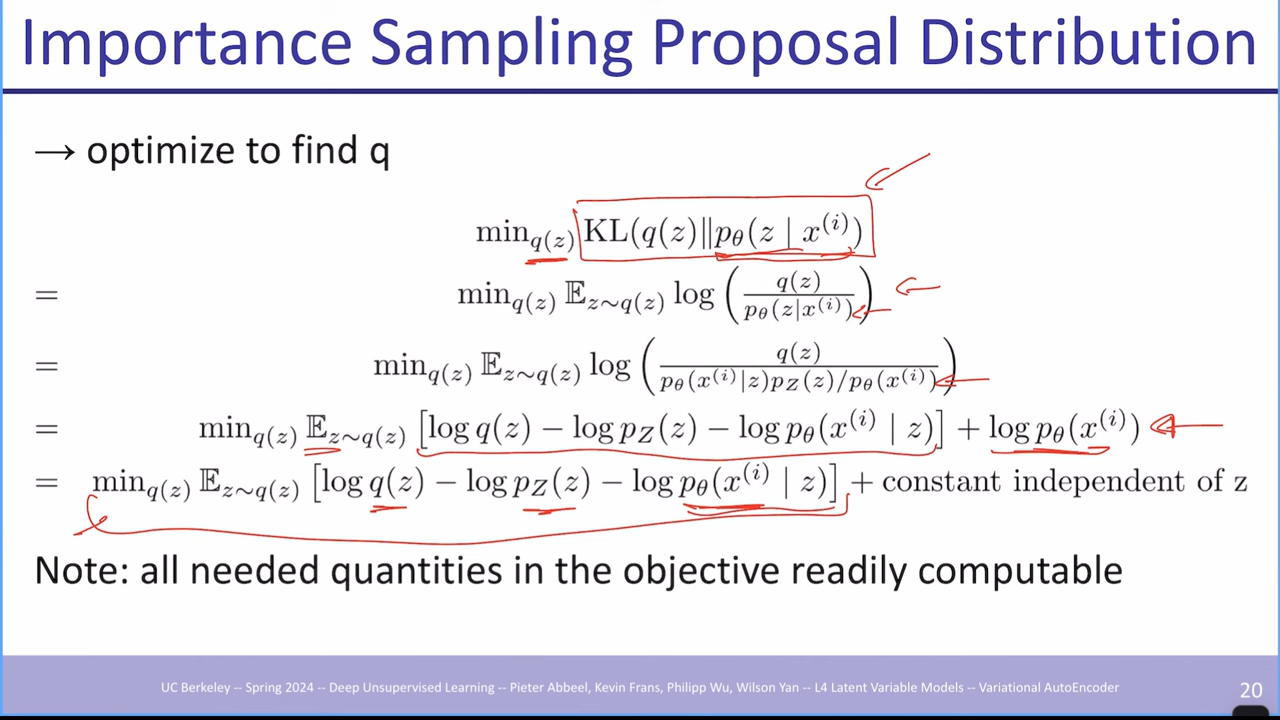 Importance Sampling Proposal Distribution
→ optimize to find q
min_{q(z)} KL(q(z)‖p_θ(z | x^{(i)})
= min_{q(z)} 𝔼_{z∼q(z)} log ( q(z) / p_θ(z|x^{(i)}) )
= min_{q(z)} 𝔼_{z∼q(z)} log ( q(z) / p_θ(x^{(i)}|z)p_Z(z)/p_θ(x^{(i)}) )
= min_{q(z)} 𝔼_{z∼q(z)} [log q(z) − log p_Z(z) − log p_θ(x^{(i)} | z)] + log p_θ(x^{(i)})
= min_{q(z)} 𝔼_{z∼q(z)} [log q(z) − log p_Z(z) − log p_θ(x^{(i)} | z)] + constant independent of z
Note: all needed quantities in the objective readily computable
UC Berkeley -- Spring 2024 -- Deep Unsupervised Learning -- Pieter Abbeel, Kevin Frans, Philipp Wu, Wilson Yan -- L4 Latent Variable Models -- Variational AutoEncoder
20